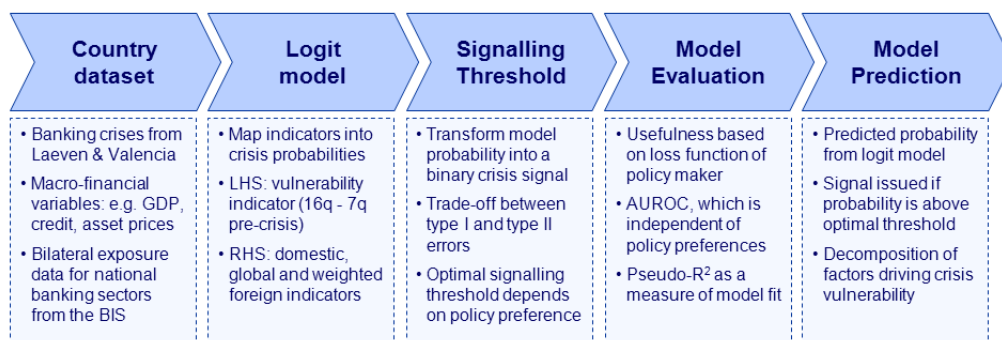 Country
dataset
Logit
model
Signalling
Threshold
Model
Evaluation
Model
Prediction
• Banking crises from
Laeven & Valencia
• Macro-financial
variables: e.g. GDP,
credit, asset prices
• Bilateral exposure
data for national
banking sectors
from the BIS
• Map indicators into
crisis probabilities
• LHS: vulnerability
indicator (16q - 7q
pre-crisis)
• RHS: domestic,
global and weighted
foreign indicators
• Transform model
probability into a
binary crisis signal
• Trade-off between
type I and type II
errors
• Optimal signalling
threshold depends
on policy preference
• Usefulness based
on loss function of
policy maker
• AUROC, which is
independent of
policy preferences
• Pseudo-R² as a
measure of model fit
• Predicted probability
from logit model
• Signal issued if
probability is above
optimal threshold
• Decomposition of
factors driving crisis
vulnerability